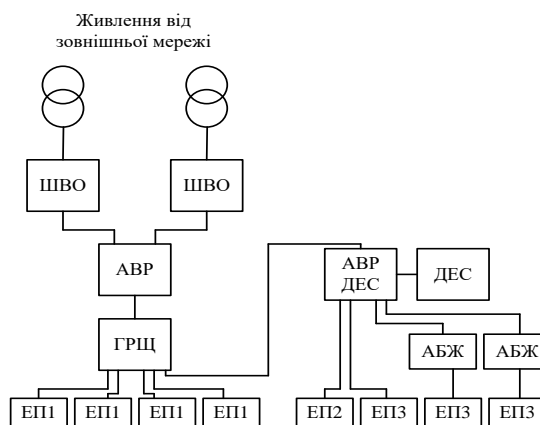 Живлення від
зовнішньої мережі
ШВО
ШВО
АВР
АВР
ДЕС
ДЕС
ГРЩ
АБЖ
АБЖ
ЕП1
ЕП1
ЕП1
ЕП1
ЕП2
ЕП3
ЕП3
ЕП3